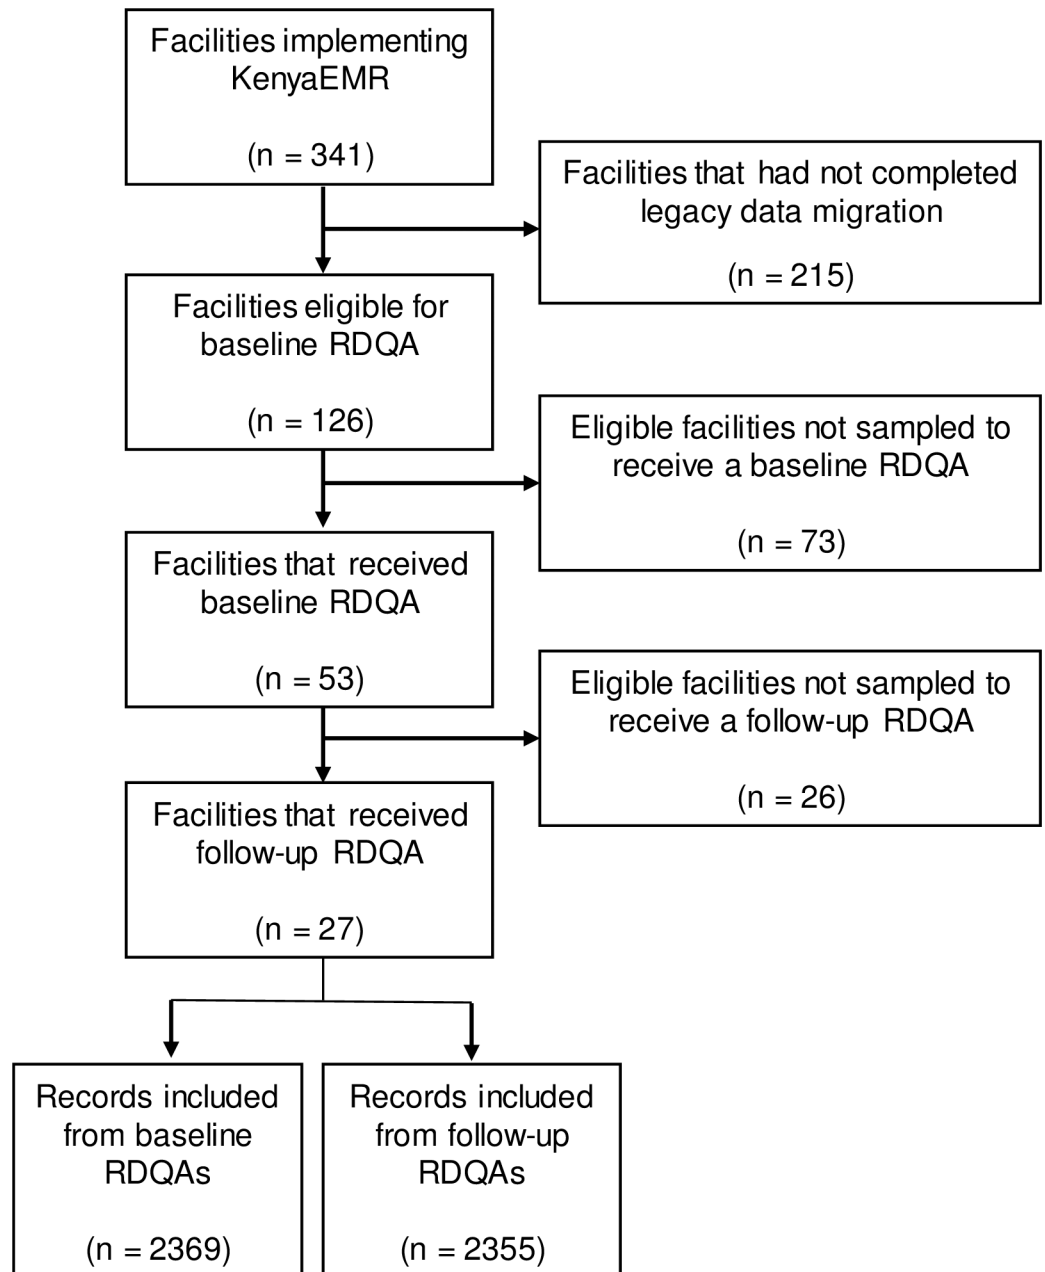 Facilities implementing
KenyaEMR
(n = 341)
Facilities that had not completed
legacy data migration
(n = 215)
Facilities eligible for
baseline RDQA
(n = 126)
Eligible facilities not sampled to
receive a baseline RDQA
(n = 73)
Facilities that received
baseline RDQA
(n = 53)
Eligible facilities not sampled to
receive a follow-up RDQA
(n = 26)
Facilities that received
follow-up RDQA
(n = 27)
Records included
from baseline
RDQAs
(n = 2369)
Records included
from follow-up
RDQAs
(n = 2355)